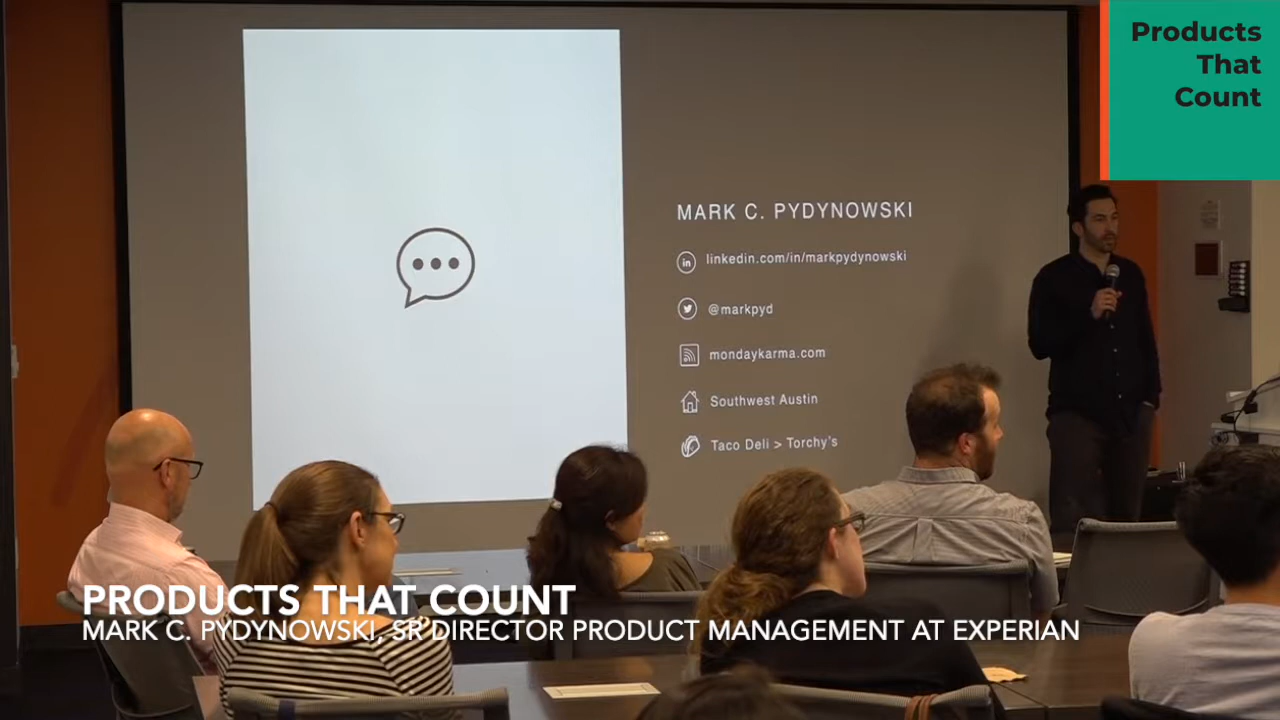 Products
That
Count
MARK C. PYDYNOWSKI
in
linkedin.com/in/markpydynowski
@markpyd
mondaykarma.com
Southwest Austin
Taco Deli > Torchy's
PRODUCTS THAT COUNT
MARK C. PYDYNOWSKI, SR DIRECTOR PRODUCT MANAGEMENT AT EXPERIAN